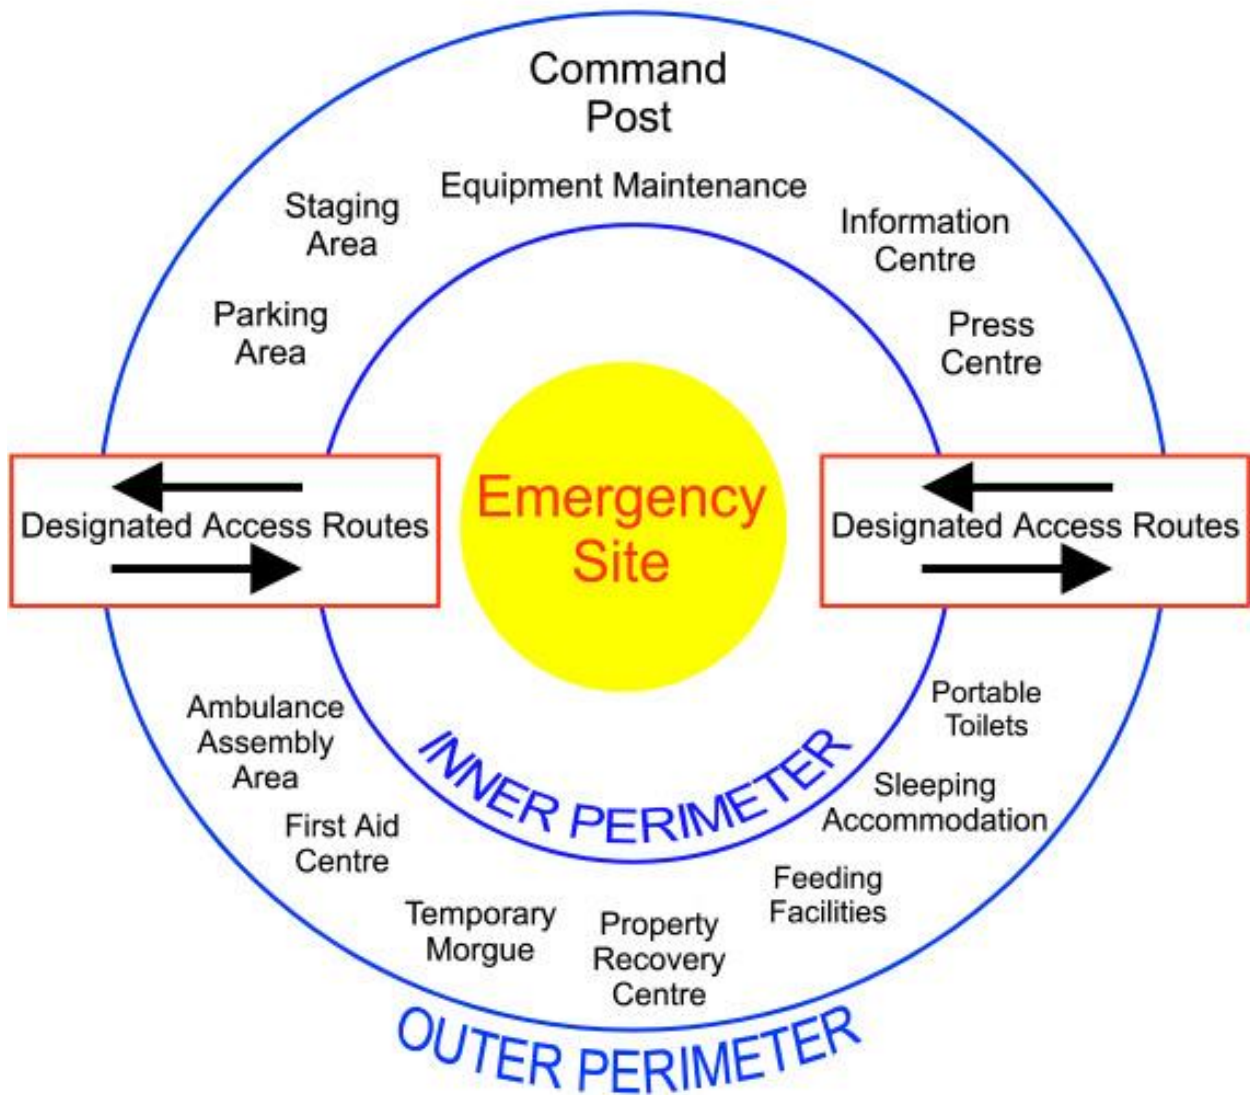 Command
Post
Equipment Maintenance
Staging
Area
Information
Centre
Parking
Area
Press
Centre
Designated Access Routes
Emergency
Site
Designated Access Routes
Ambulance
Assembly
Area
Portable
Toilets
INNER PERIMETER
Sleeping
Accommodation
First Aid
Centre
Feeding
Facilities
Temporary
Morgue
Property
Recovery
Centre
OUTER PERIMETER